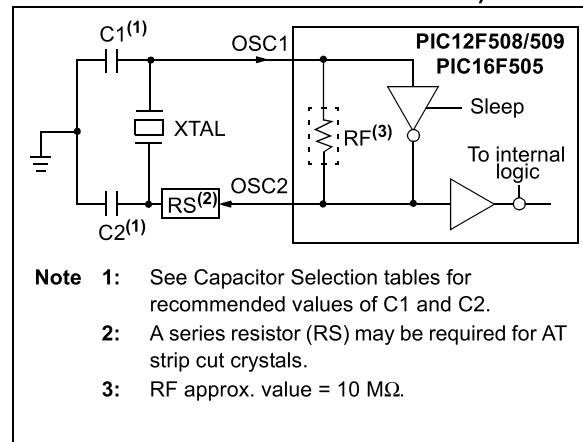 C1(1)
OSC1
PIC12F508/509
PIC16F505
Sleep
XTAL
RF(3)
To internal
logic
OSC2
RS(2)
C2(1)
Note 1: See Capacitor Selection tables for
recommended values of C1 and C2.
2: A series resistor (RS) may be required for AT
strip cut crystals.
3: RF approx. value = 10 MΩ.